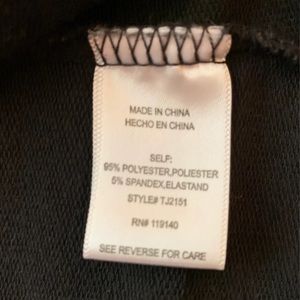 MADE IN CHINA
HECHO EN CHINA
SELF:
95% POLYESTER,POLIESTER
5% SPANDEX,ELASTAND
STYLE# TJ2151
RN# 119140
SEE REVERSE FOR CARE